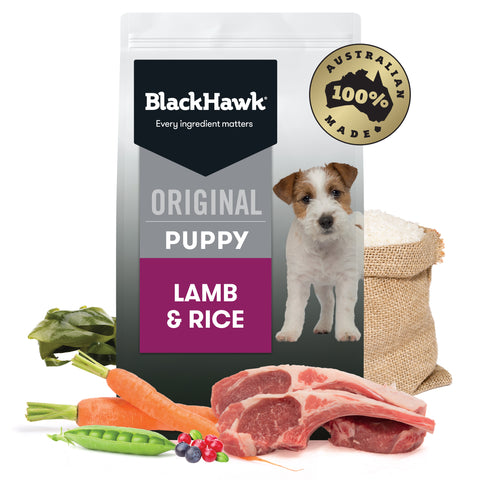 BlackHawk®
Every ingredient matters
ORIGINAL
PUPPY
LAMB
& RICE
AUSTRALIAN
100%
MADE